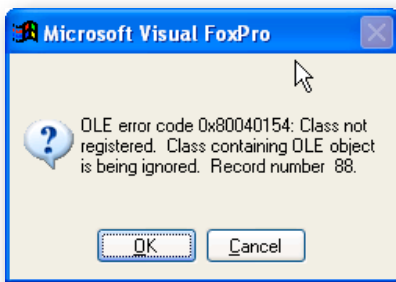 Microsoft Visual FoxPro
OLE error code 0x80040154: Class not
registered. Class containing OLE object
is being ignored. Record number 88.
OK
Cancel